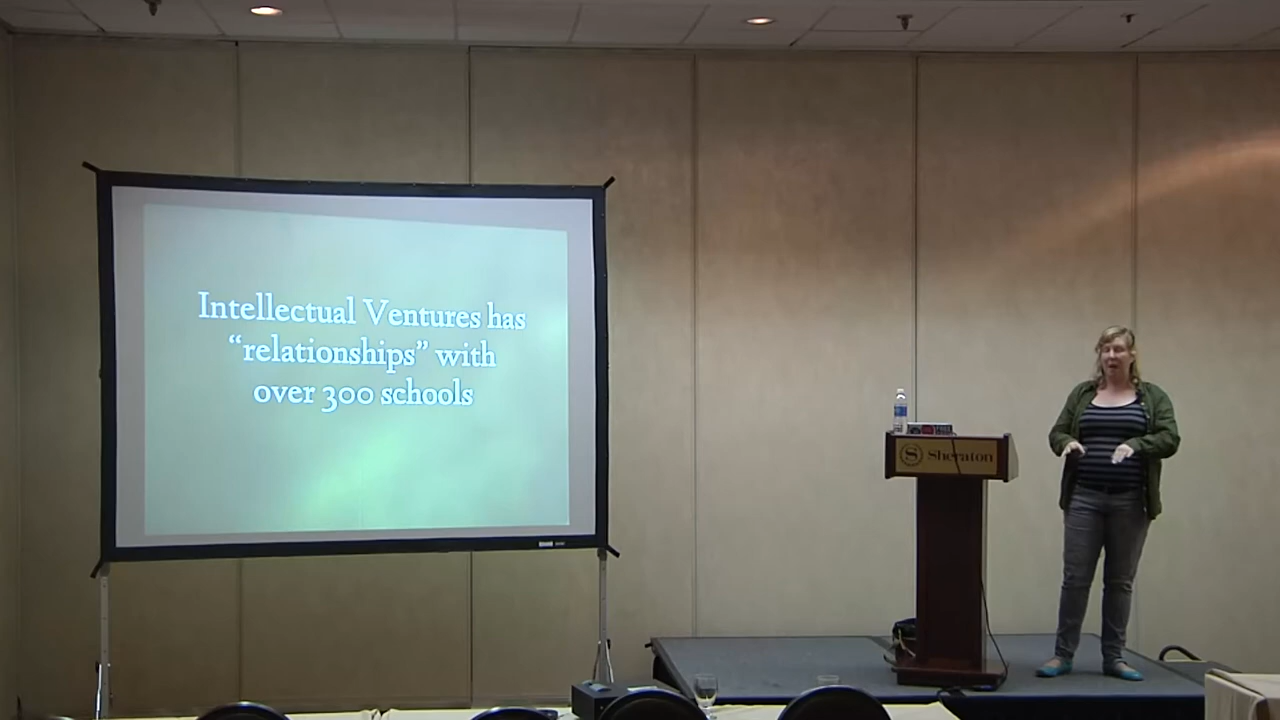 Intellectual Ventures has
“relationships” with
over 300 schools
S Sheraton